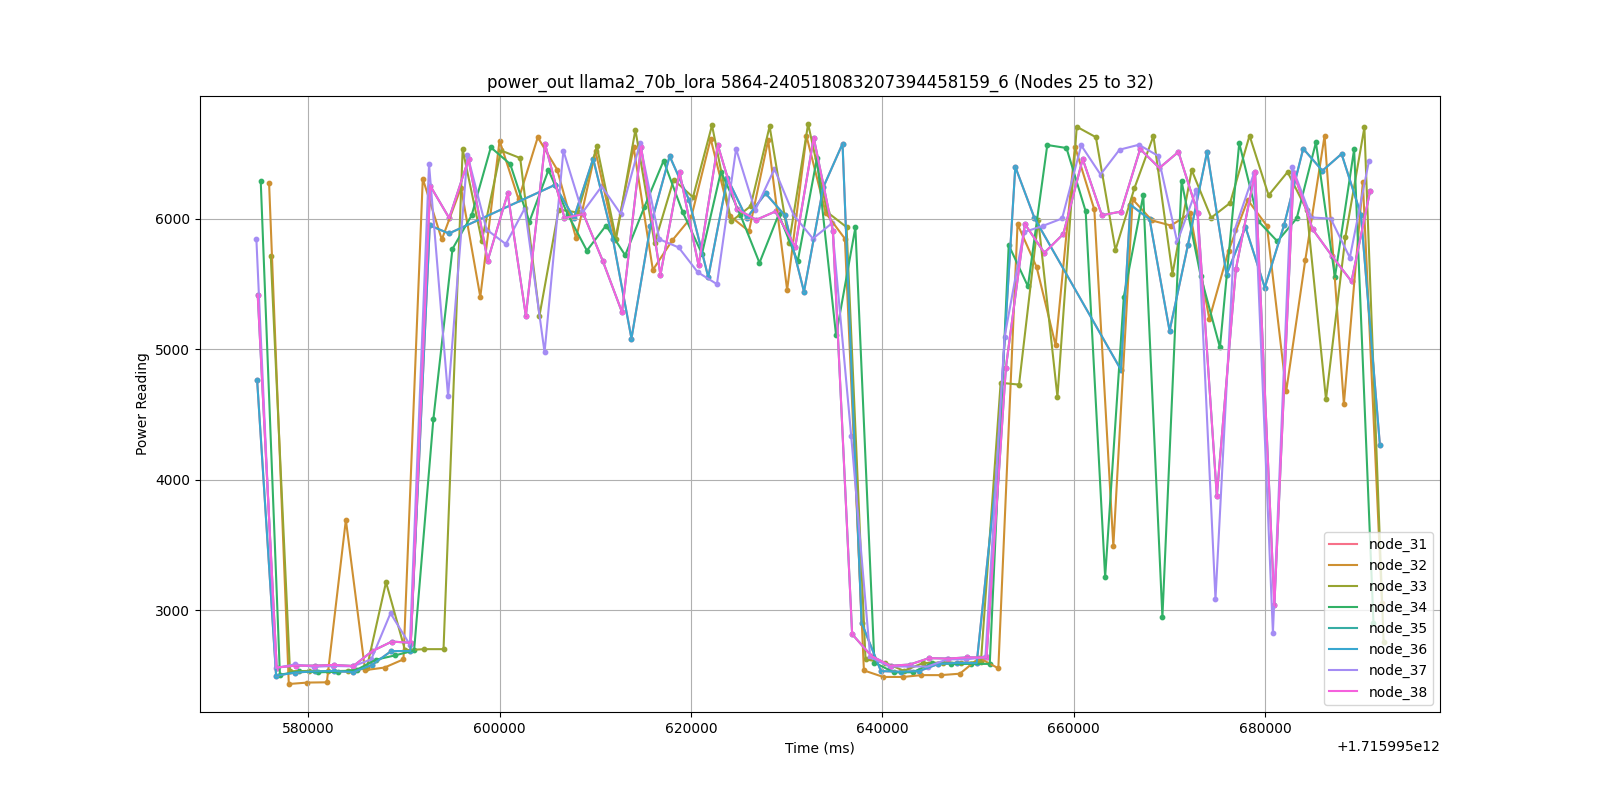 power_out llama2_70b_lora 5864-240518083207394458159_6 (Nodes 25 to 32)
Power Reading
6000
5000
4000
3000
node_31
node_32
node_33
node_34
node_35
node_36
node_37
node_38
580000 600000 620000 640000 660000 680000
Time (ms)
+1.715995e12